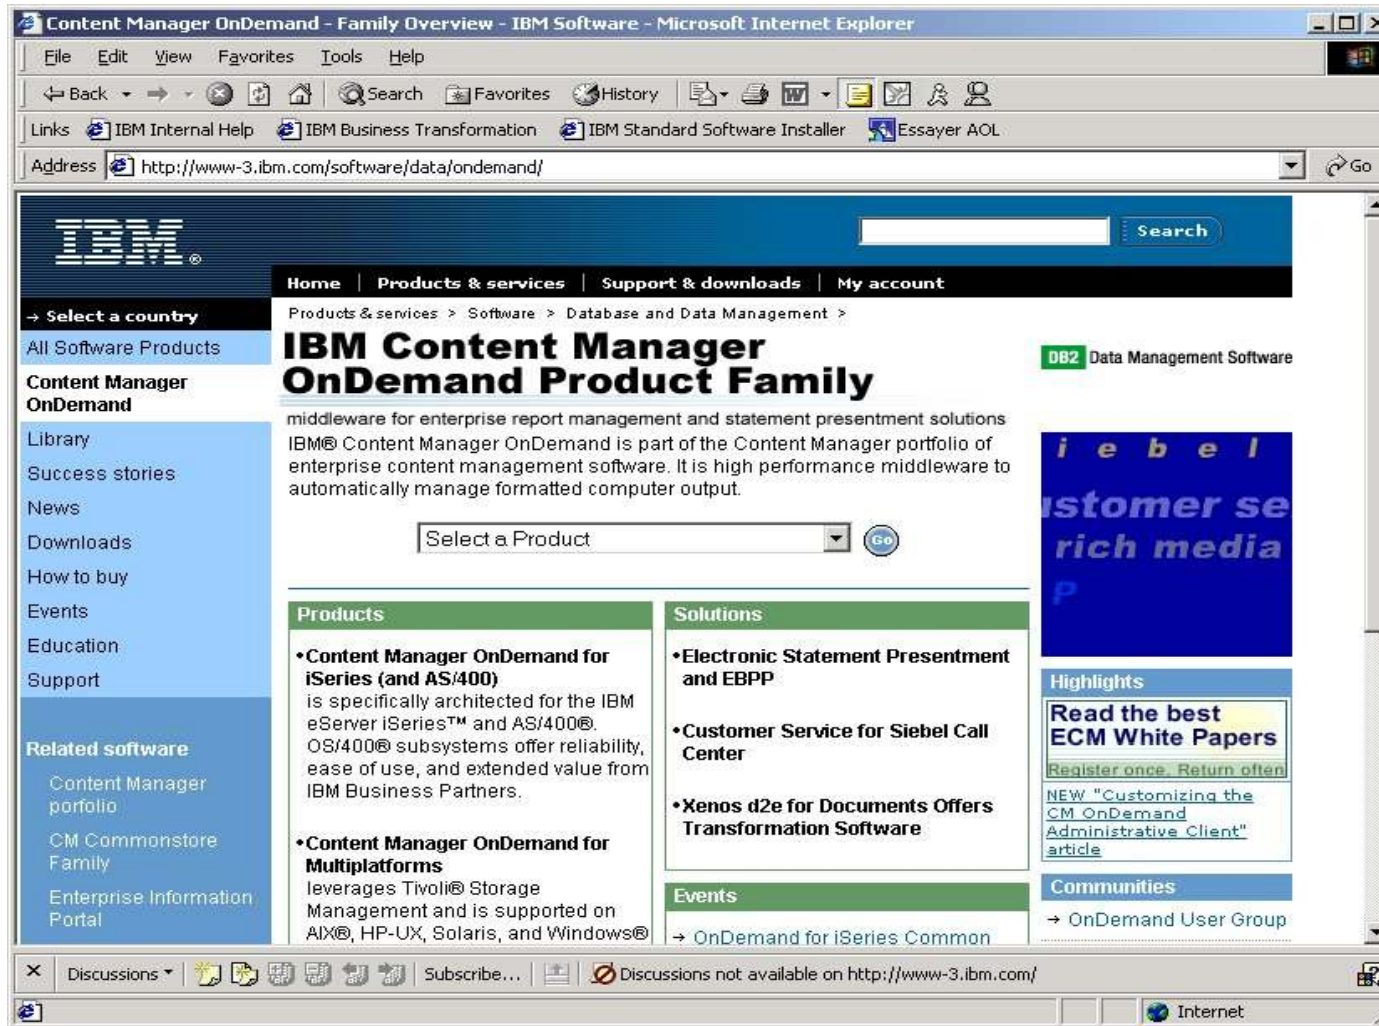 Content Manager OnDemand - Family Overview - IBM Software - Microsoft Internet Explorer
File Edit View Favorites Tools Help
Back Search Favorites History
Links IBM Internal Help IBM Business Transformation IBM Standard Software Installer Essayer AOL
Address http://www-3.ibm.com/software/data/ondemand/ Go
IBM® Search
Home | Products & services | Support & downloads | My account
→ Select a country
All Software Products
Content Manager
OnDemand
Library
Success stories
News
Downloads
How to buy
Events
Education
Support
Related software
Content Manager
porfolio
CM Commonstore
Family
Enterprise Information
Portal
Products & services > Software > Database and Data Management >
IBM Content Manager
OnDemand Product Family
middleware for enterprise report management and statement presentment solutions
IBM® Content Manager OnDemand is part of the Content Manager portfolio of
enterprise content management software. It is high performance middleware to
automatically manage formatted computer output.
Select a Product Go
Products
•Content Manager OnDemand for
iSeries (and AS/400)
is specifically architected for the IBM
eServer iSeries™ and AS/400®.
OS/400® subsystems offer reliability,
ease of use, and extended value from
IBM Business Partners.
•Content Manager OnDemand for
Multiplatforms
leverages Tivoli® Storage
Management and is supported on
AIX®, HP-UX, Solaris, and Windows®
Solutions
•Electronic Statement Presentment
and EBPP
•Customer Service for Siebel Call
Center
•Xenos d2e for Documents Offers
Transformation Software
Events
→ OnDemand for iSeries Common
DB2 Data Management Software
i e b e l
ustomer se
rich media
P
Highlights
Read the best
ECM White Papers
Register once. Return often
NEW "Customizing the
CM OnDemand
Administrative Client"
article
Communities
→ OnDemand User Group
Discussions Subscribe... Discussions not available on http://www-3.ibm.com/
Internet